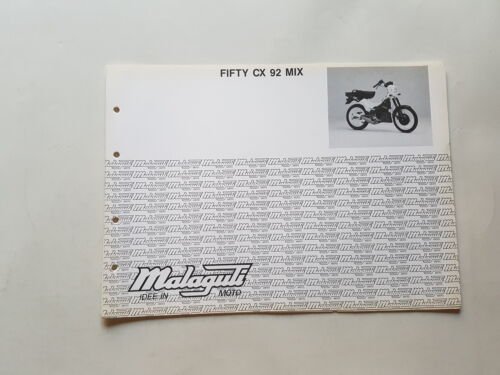 FIFTY CX 92 MIX
Malaguti
IDEE IN MOTO